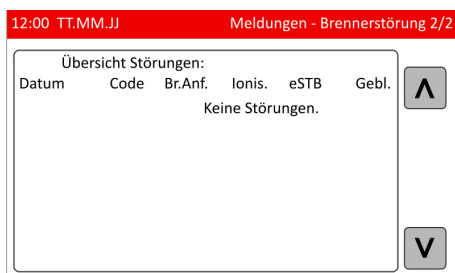 12:00 TT.MM.JJ Meldungen - Brennerstörung 2/2
Übersicht Störungen:
Datum Code Br.Anf. Ionis. eSTB Gebl.
Keine Störungen.